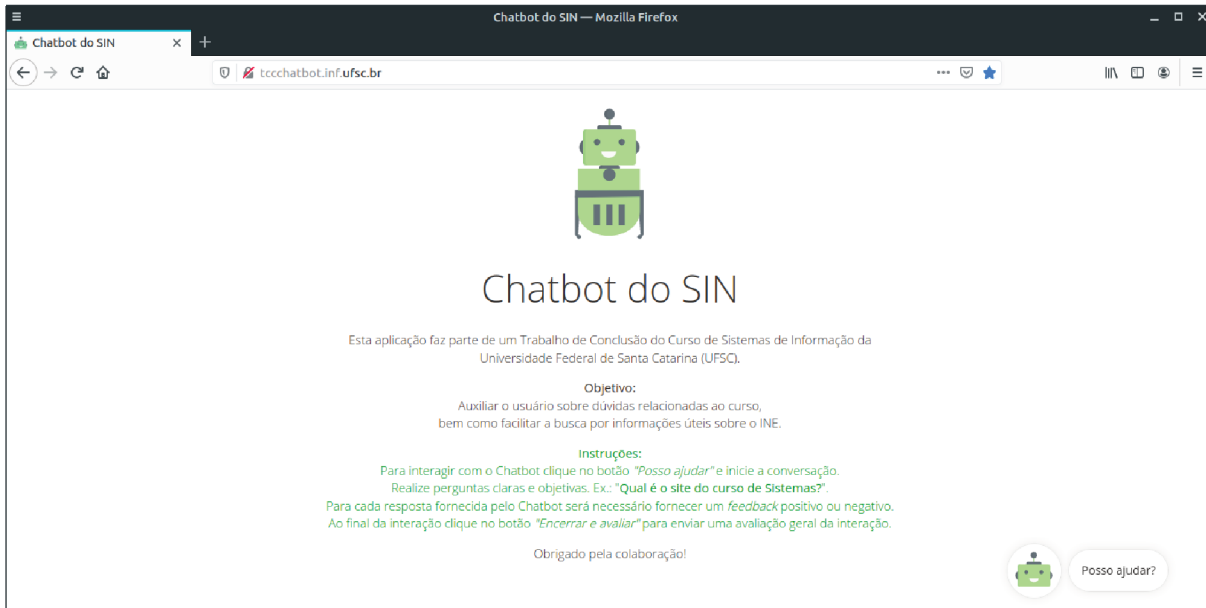 Chatbot do SIN — Mozilla Firefox
Chatbot do SIN
tccchatbot.inf.ufsc.br
Chatbot do SIN
Esta aplicação faz parte de um Trabalho de Conclusão do Curso de Sistemas de Informação da
Universidade Federal de Santa Catarina (UFSC).
Objetivo:
Auxiliar o usuário sobre dúvidas relacionadas ao curso,
bem como facilitar a busca por informações úteis sobre o INE.
Instruções:
Para interagir com o Chatbot clique no botão "Posso ajudar" e inicie a conversação.
Realize perguntas claras e objetivas. Ex.: "Qual é o site do curso de Sistemas?".
Para cada resposta fornecida pelo Chatbot será necessário fornecer um feedback positivo ou negativo.
Ao final da interação clique no botão "Encerrar e avaliar" para enviar uma avaliação geral da interação.
Obrigado pela colaboração!
Posso ajudar?